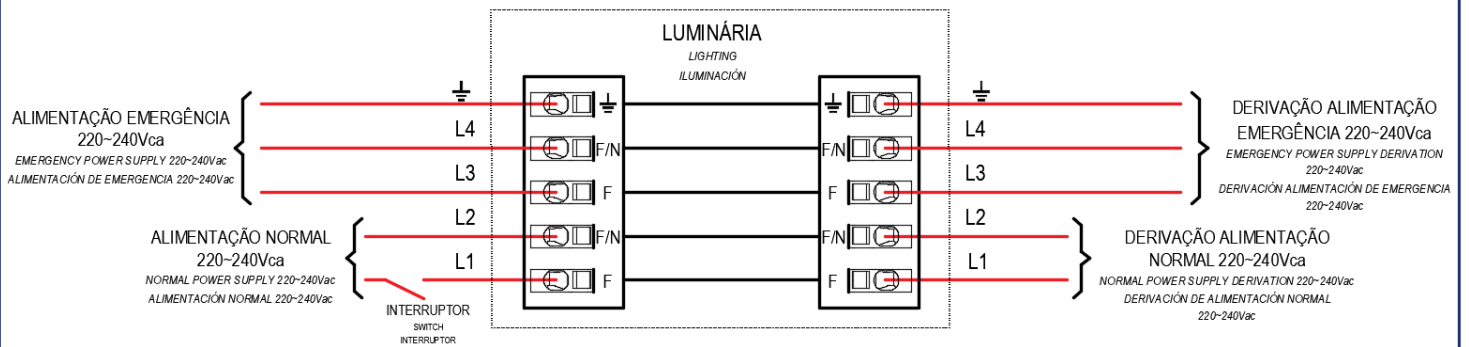 LUMINÁRIA
LIGHTING
ILUMINACIÓN
ALIMENTAÇÃO EMERGÊNCIA
220~240Vca
EMERGENCY POWER SUPPLY 220~240Vac
ALIMENTACIÓN DE EMERGENCIA 220~240Vac
L4
L3
L2
L1
ALIMENTAÇÃO NORMAL
220~240Vca
NORMAL POWER SUPPLY 220~240Vac
ALIMENTACIÓN NORMAL 220~240Vac
INTERRUPTOR
SWITCH
INTERRUPTOR
F/N
F
F/N
F
F/N
F
F/N
F
L4
L3
L2
L1
DERIVAÇÃO ALIMENTAÇÃO
EMERGÊNCIA 220~240Vca
EMERGENCY POWER SUPPLY DERIVATION
220~240Vac
DERIVACIÓN ALIMENTACIÓN DE EMERGENCIA
220~240Vac
DERIVAÇÃO ALIMENTAÇÃO
NORMAL 220~240Vca
NORMAL POWER SUPPLY DERIVATION 220~240Vac
DERIVACIÓN DE ALIMENTACIÓN NORMAL
220~240Vac